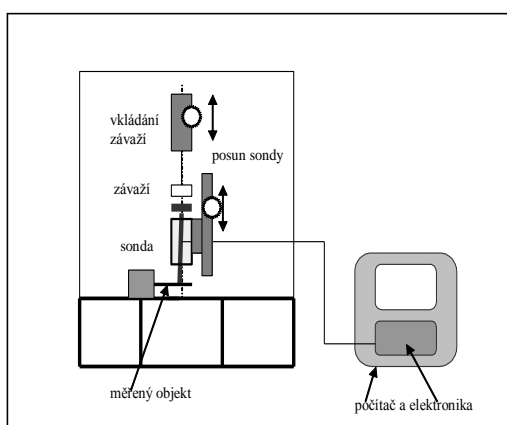 vkládání
závaží
posun sondy
závaží
sonda
měřený objekt
počítač a elektronika